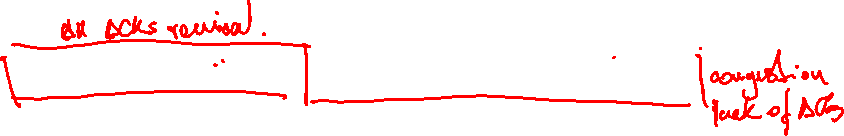 All ACKs received.
congestion
lack of ACKs